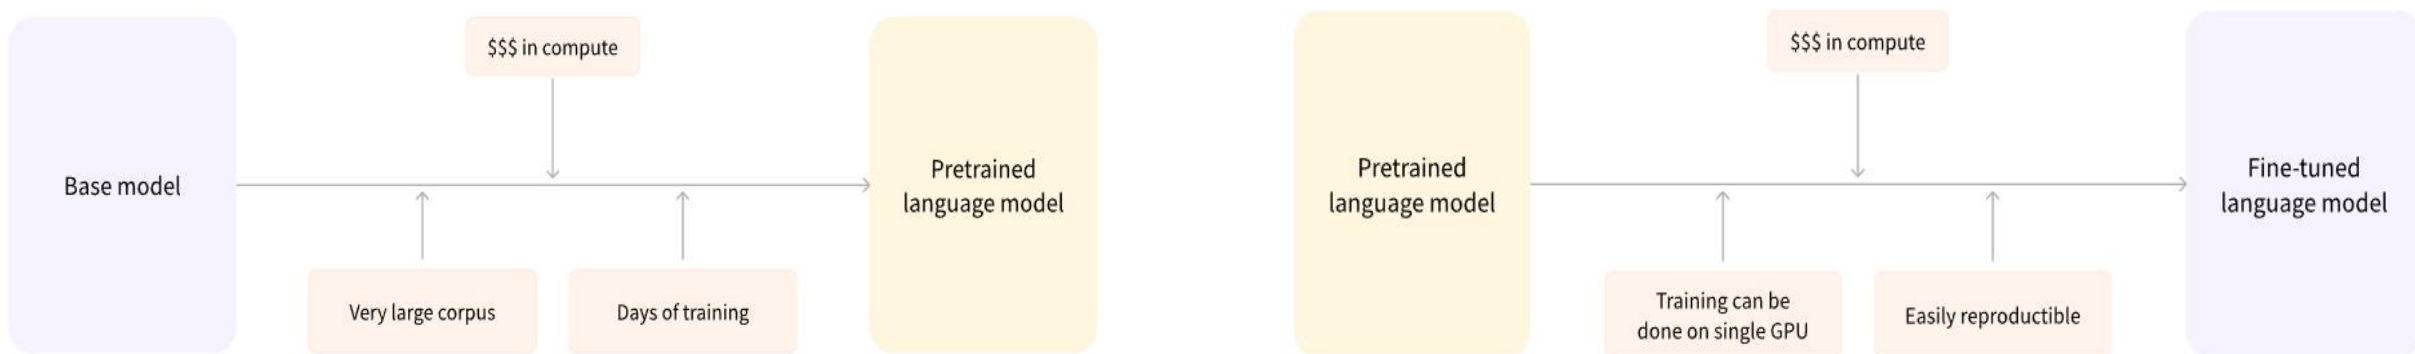 $$$ in compute
Base model
Pretrained
language model
Very large corpus
Days of training
$$$ in compute
Pretrained
language model
Fine-tuned
language model
Training can be
done on single GPU
Easily reproductible